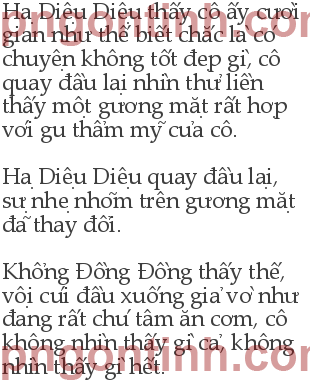 Hạ Diệu Diệu thấy cô ấy cười
gian như thế biết chắc là có
chuyện không tốt đẹp gì, cô
quay đầu lại nhìn thử liền
thấy một gương mặt rất hợp
với gu thẩm mỹ của cô.
Hạ Diệu Diệu quay đầu lại,
sự nhẹ nhõm trên gương mặt
đã thay đổi.
Khổng Đồng Đồng thấy thế,
vội cúi đầu xuống giả vờ như
đang rất chú tâm ăn cơm, cô
không nhìn thấy gì cả, không
nhìn thấy gì hết.